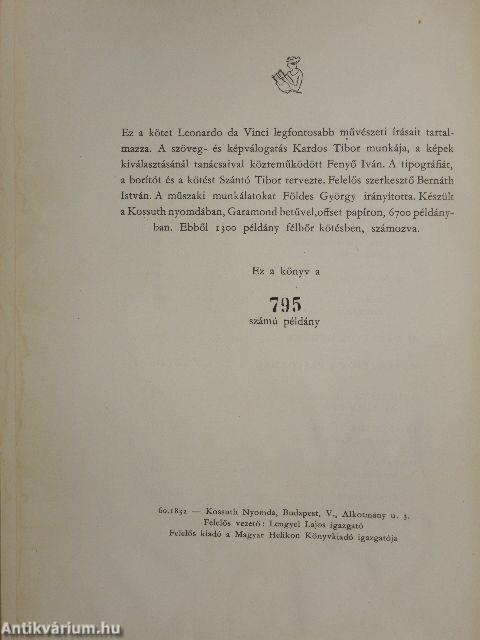 Ez a kötet Leonardo da Vinci legfontosabb művészeti írásait tartal-
mazza. A szöveg- és képválogatás Kardos Tibor munkája, a képek
kiválasztásánál tanácsaival közreműködött Fenyő Iván. A tipográfiát,
a borítót és a kötést Szántó Tibor tervezte. Felelős szerkesztő Bernáth
István. A műszaki munkálatokat Földes György irányította. Készült
a Kossuth nyomdában, Garamond betűvel,offset papíron, 6700 példány-
ban. Ebből 1300 példány félbőr kötésben, számozva.
Ez a könyv a
795
számú példány
60.1832 — Kossuth Nyomda, Budapest, V., Alkotmány u. 3.
Felelős vezető: Lengyel Lajos igazgató
Felelős kiadó a Magyar Helikon Könyvkiadó igazgatója
Antikvárium.hu